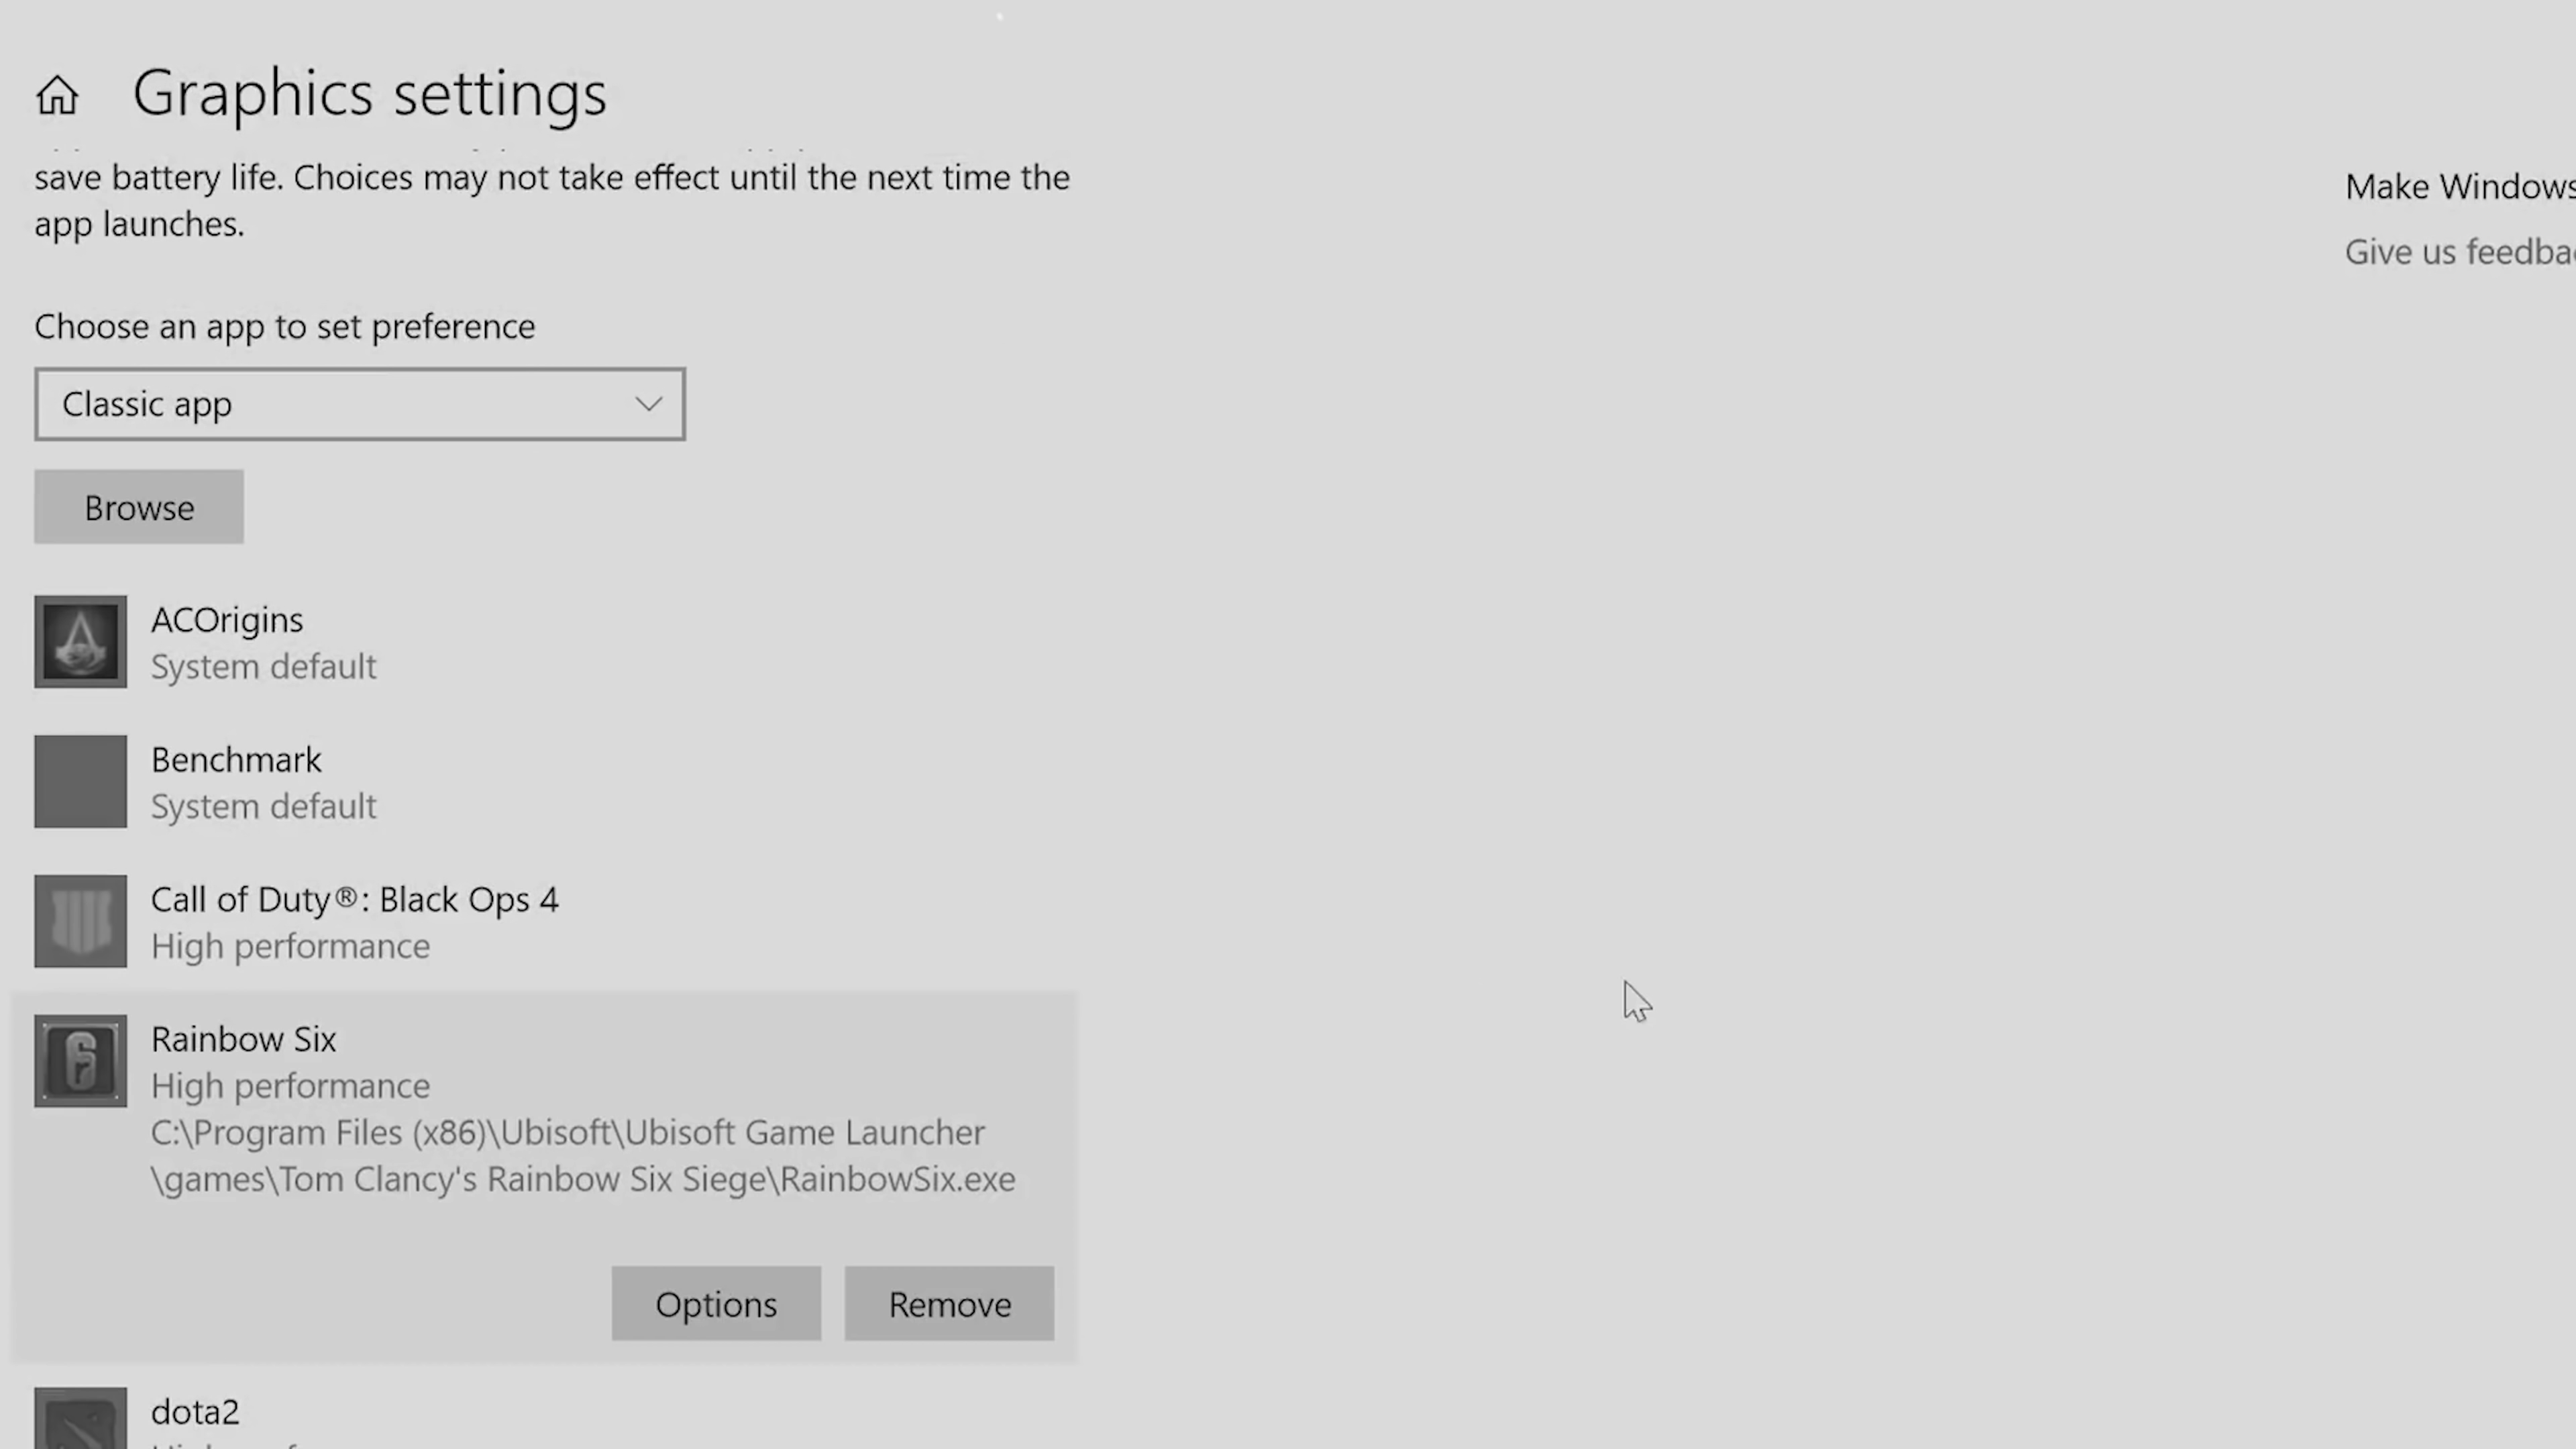 Graphics settings
save battery life. Choices may not take effect until the next time the
app launches.
Make Windows
Give us feedba
Choose an app to set preference
Classic app
Browse
ACOrigins
System default
Benchmark
System default
Call of Duty®: Black Ops 4
High performance
Rainbow Six
High performance
C:\Program Files (x86)\Ubisoft\Ubisoft Game Launcher
\games\Tom Clancy's Rainbow Six Siege\RainbowSix.exe
Options
Remove
dota2